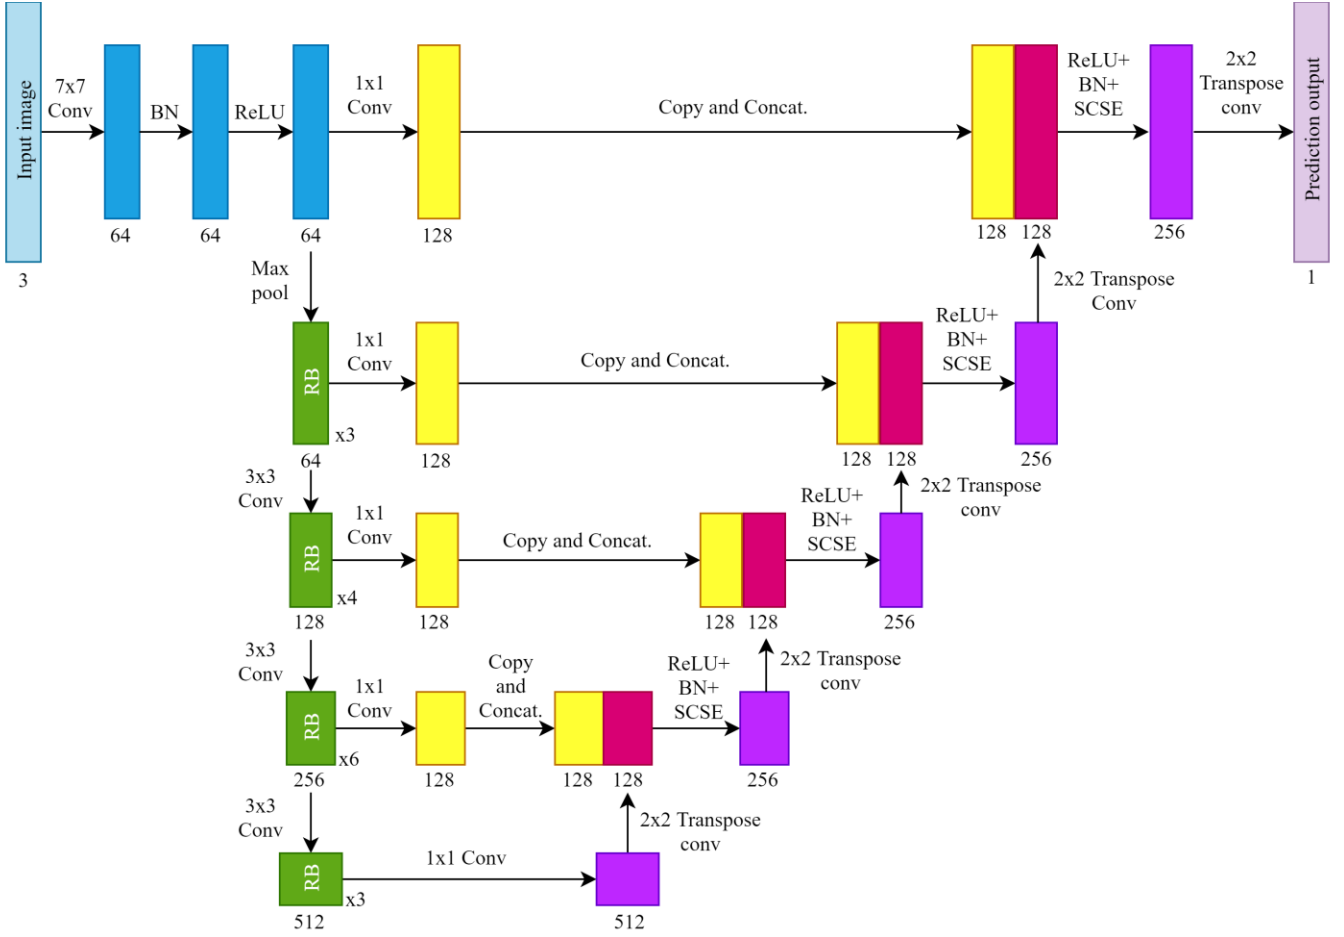 Input image
3
7x7
Conv
64
BN
64
ReLU
64
1x1
Conv
128
Copy and Concat.
128
128
ReLU+
BN+
SCSE
256
2x2
Transpose
conv
Prediction output
1
Max
pool
2x2 Transpose
Conv
RB
x3
64
1x1
Conv
128
Copy and Concat.
128
128
ReLU+
BN+
SCSE
256
3x3
Conv
2x2 Transpose
conv
RB
x4
128
1x1
Conv
128
Copy and Concat.
128
128
ReLU+
BN+
SCSE
256
3x3
Conv
2x2 Transpose
conv
RB
x6
256
1x1
Conv
128
Copy
and
Concat.
128
128
ReLU+
BN+
SCSE
256
3x3
Conv
2x2 Transpose
conv
RB
x3
512
1x1 Conv
512